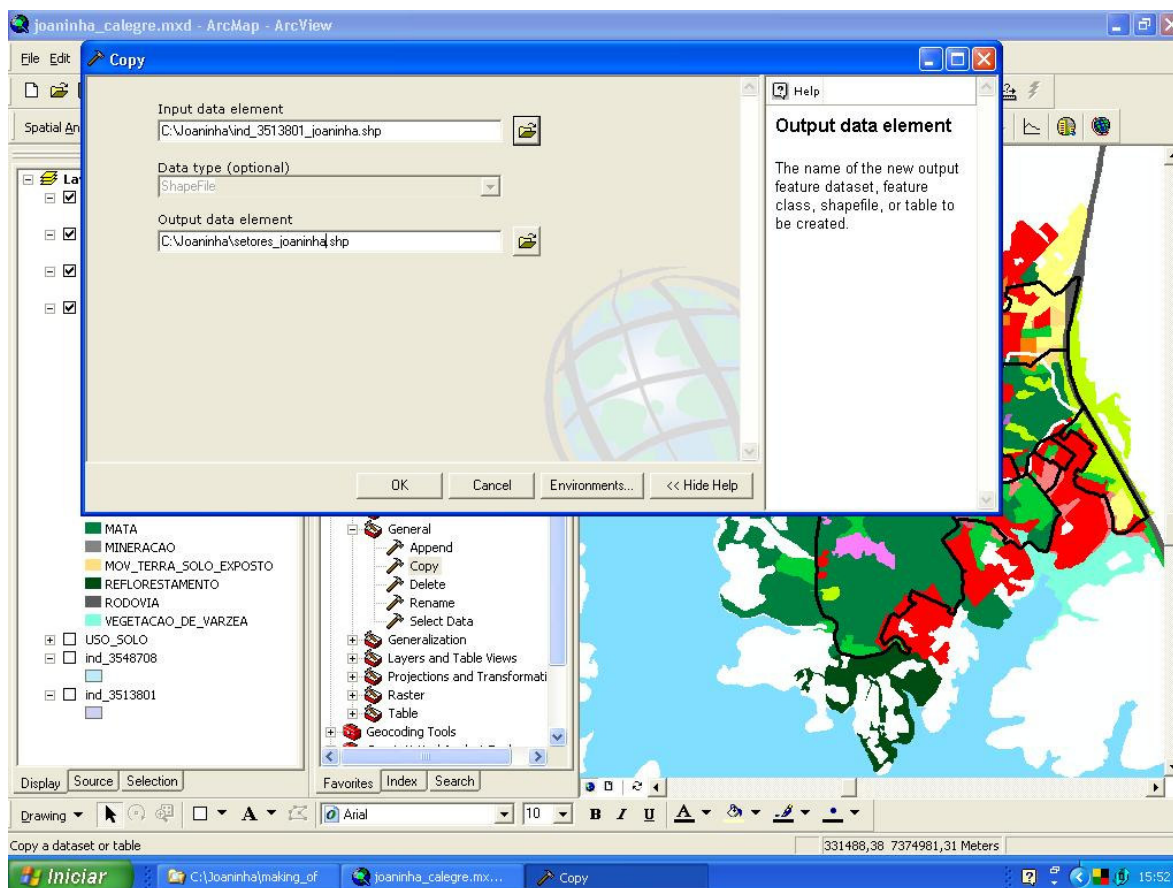 joaninha_calegre.mxd - ArcMap - ArcView
File Edit
Copy
Spatial An
Input data element
C:\Joaninha\ind_3513801_joaninha.shp
Data type (optional)
ShapeFile
Output data element
C:\Joaninha\setores_joaninha.shp
OK Cancel Environments... << Hide Help
Help
Output data element
The name of the new output
feature dataset, feature
class, shapefile, or table to
be created.
La
MATA
MINERACAO
MOV_TERRA_SOLO_EXPOSTO
REFLORESTAMENTO
RODOVIA
VEGETACAO_DE_VARZEA
USO_SOLO
ind_3548708
ind_3513801
Display Source Selection
General
Append
Copy
Delete
Rename
Select Data
Generalization
Layers and Table Views
Projections and Transformati
Raster
Table
Geocoding Tools
Favorites Index Search
Drawing A Arial 10 B I U A
Copy a dataset or table
331488,38 7374981,31 Meters
Iniciar C:\Joaninha\making_of joaninha_calegre.mx... Copy 15:52